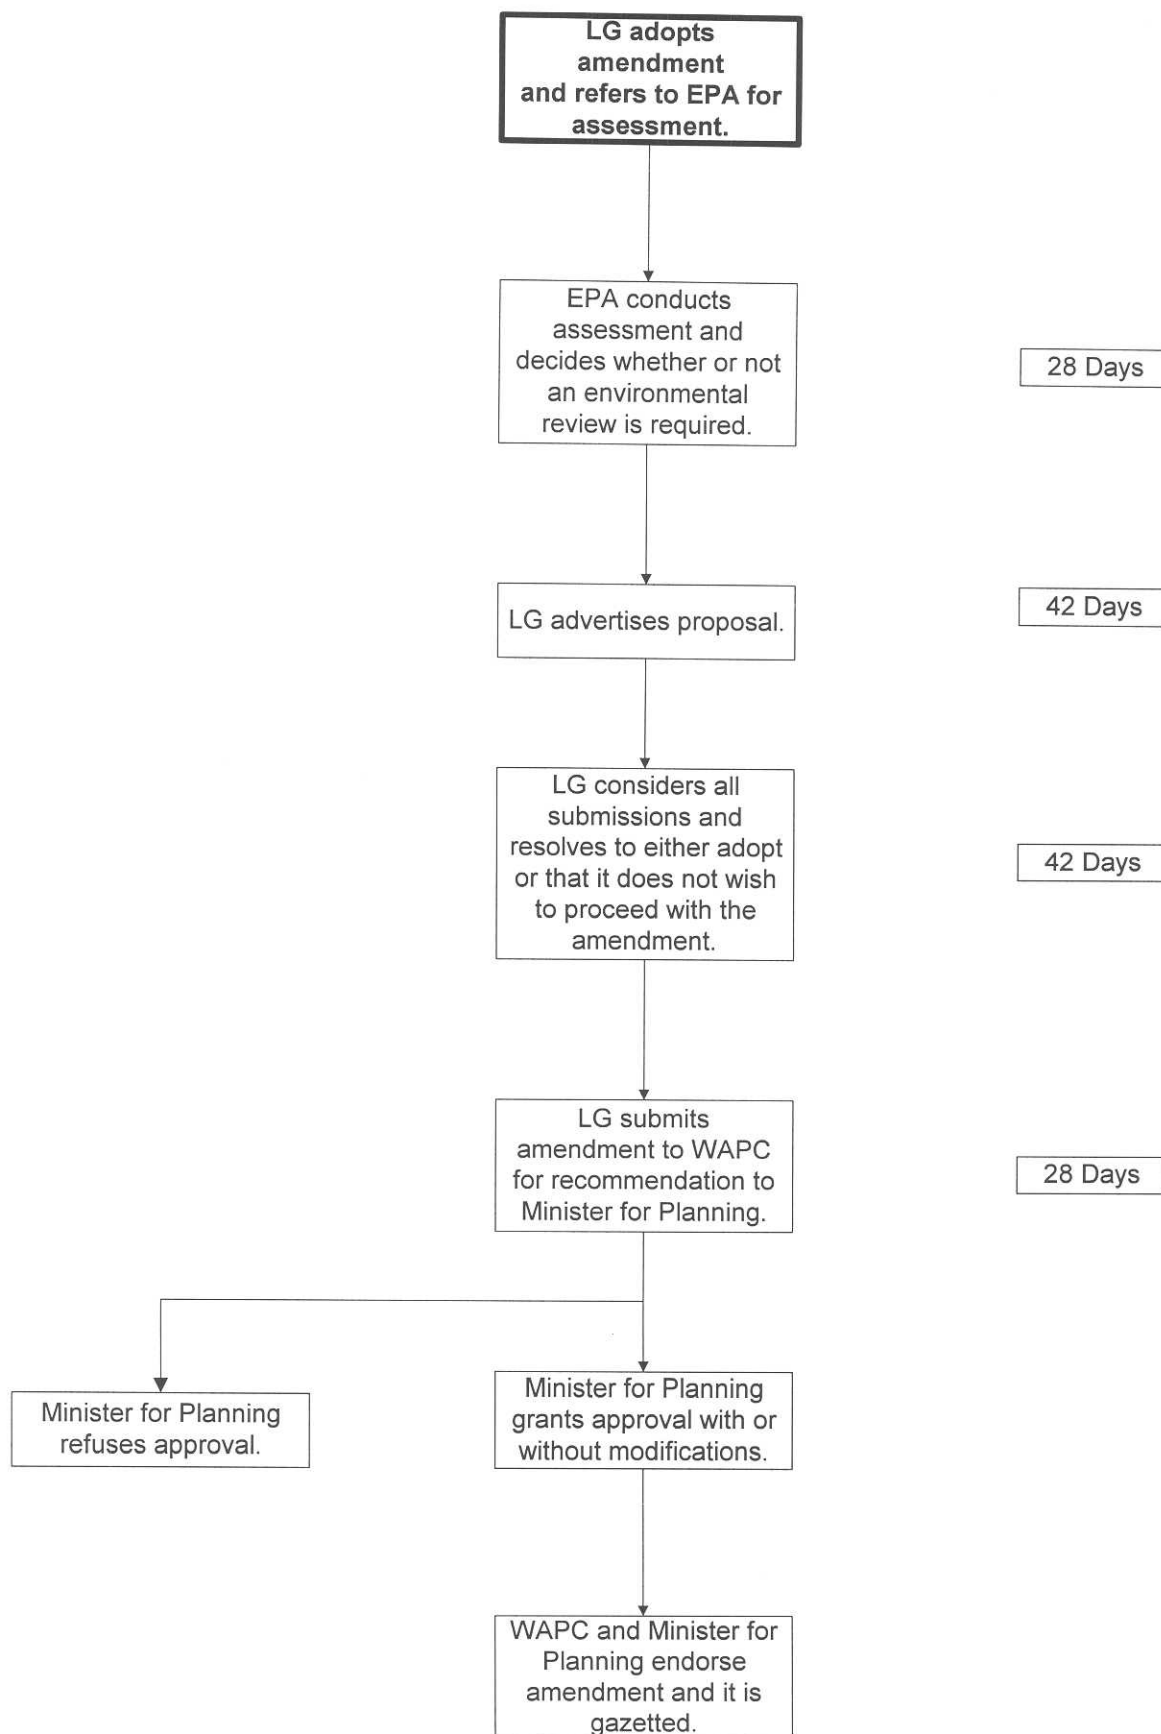 LG adopts
amendment
and refers to EPA for
assessment.
EPA conducts
assessment and
decides whether or not
an environmental
review is required.
28 Days
LG advertises proposal.
42 Days
LG considers all
submissions and
resolves to either adopt
or that it does not wish
to proceed with the
amendment.
42 Days
LG submits
amendment to WAPC
for recommendation to
Minister for Planning.
28 Days
Minister for Planning
refuses approval.
Minister for Planning
grants approval with or
without modifications.
WAPC and Minister for
Planning endorse
amendment and it is
gazetted.